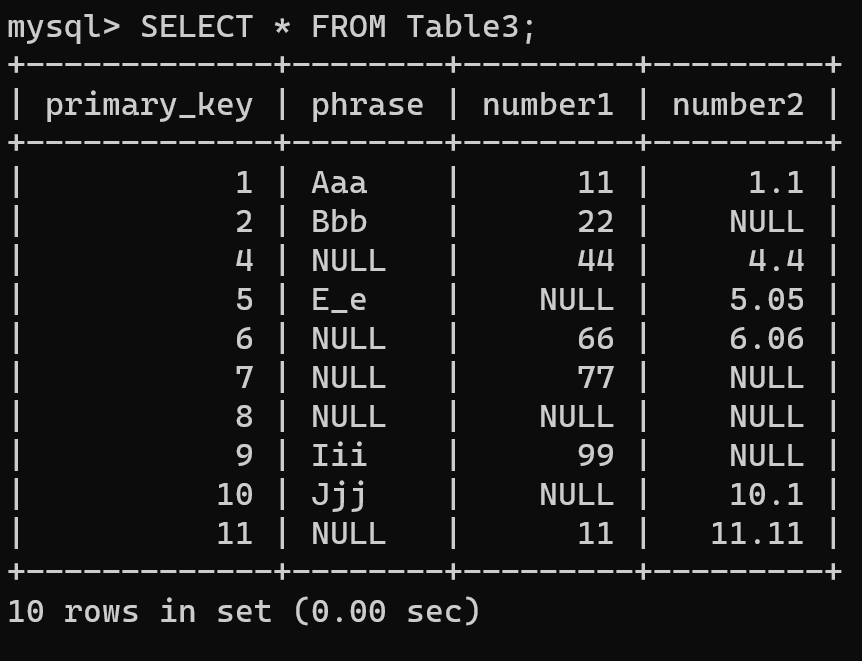 mysql> SELECT * FROM Table3;
+-------------+--------+---------+---------+
| primary_key | phrase | number1 | number2 |
+-------------+--------+---------+---------+
|           1 | Aaa    |      11 |     1.1 |
|           2 | Bbb    |      22 |    NULL |
|           4 | NULL   |      44 |     4.4 |
|           5 | E_e    |    NULL |    5.05 |
|           6 | NULL   |      66 |    6.06 |
|           7 | NULL   |      77 |    NULL |
|           8 | NULL   |    NULL |    NULL |
|           9 | Iii    |      99 |    NULL |
|          10 | Jjj    |    NULL |    10.1 |
|          11 | NULL   |      11 |   11.11 |
+-------------+--------+---------+---------+
10 rows in set (0.00 sec)